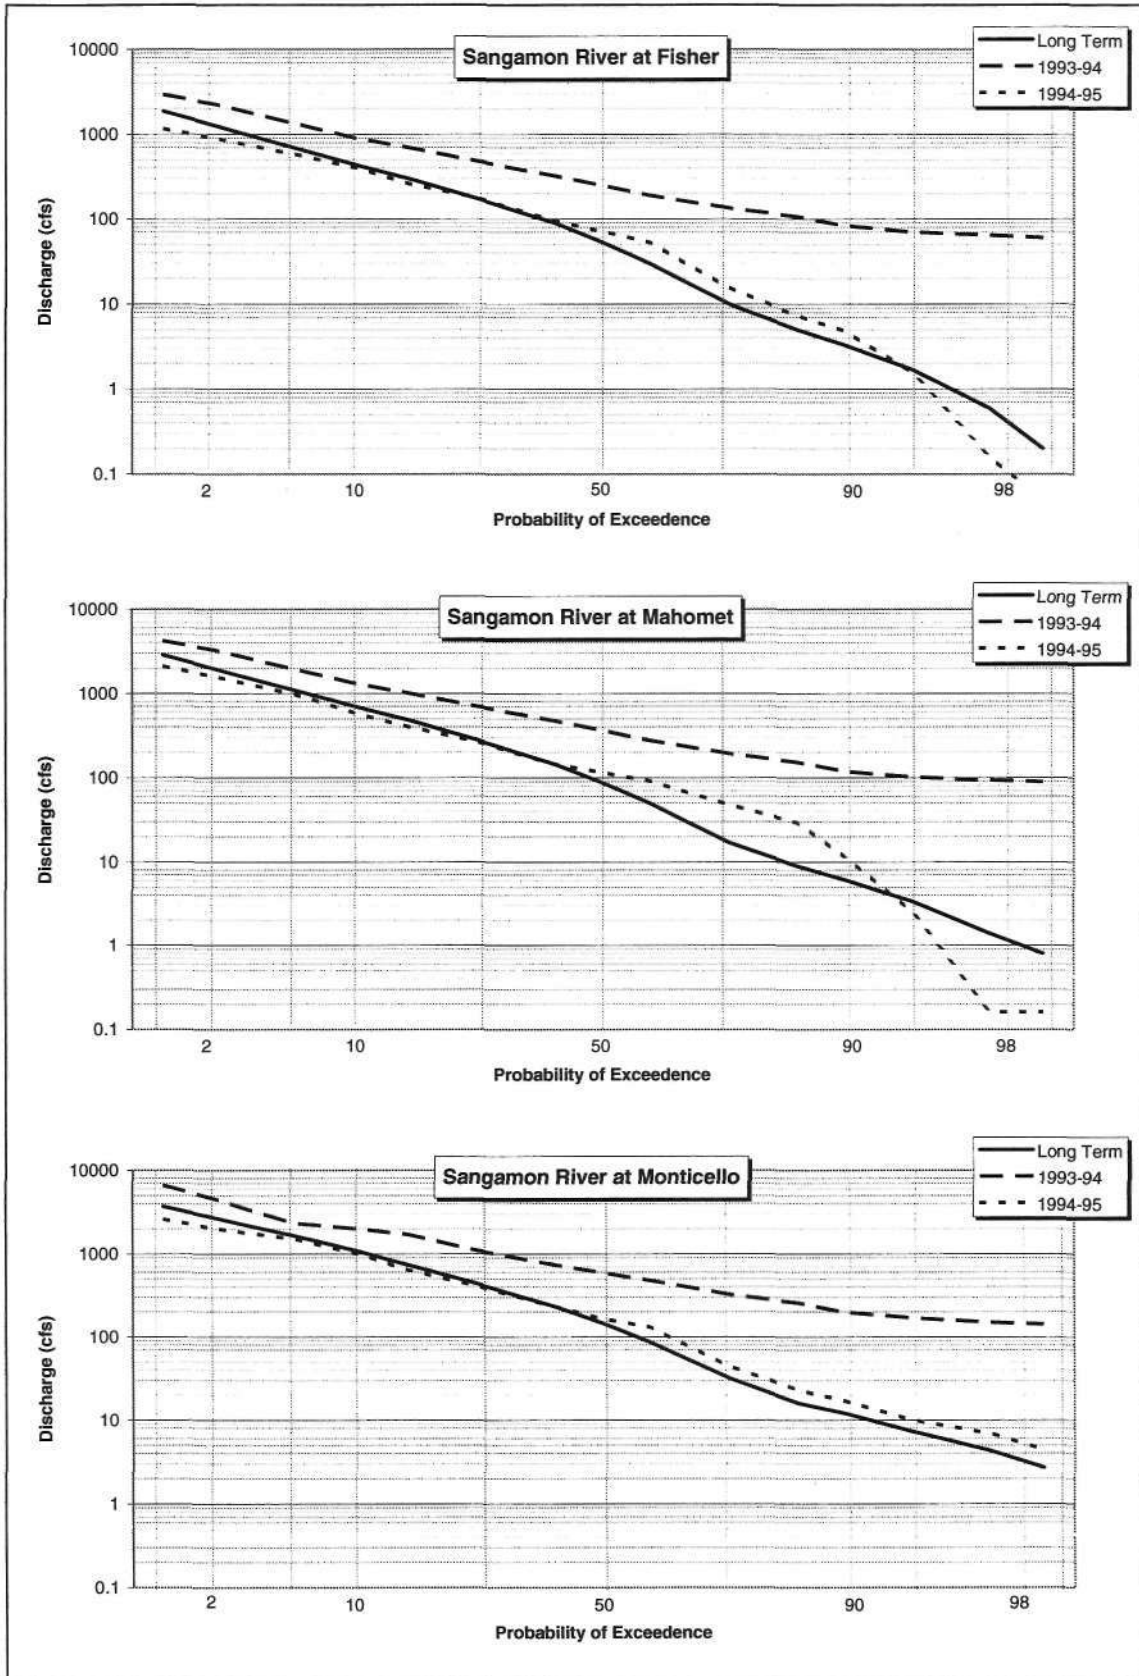 Sangamon River at Fisher
Long Term
1993-94
1994-95
10000
1000
100
10
1
0.1
Discharge (cfs)
2 10 50 90 98
Probability of Exceedence
Sangamon River at Mahomet
Long Term
1993-94
1994-95
10000
1000
100
10
1
0.1
Discharge (cfs)
2 10 50 90 98
Probability of Exceedence
Sangamon River at Monticello
Long Term
1993-94
1994-95
10000
1000
100
10
1
0.1
Discharge (cfs)
2 10 50 90 98
Probability of Exceedence